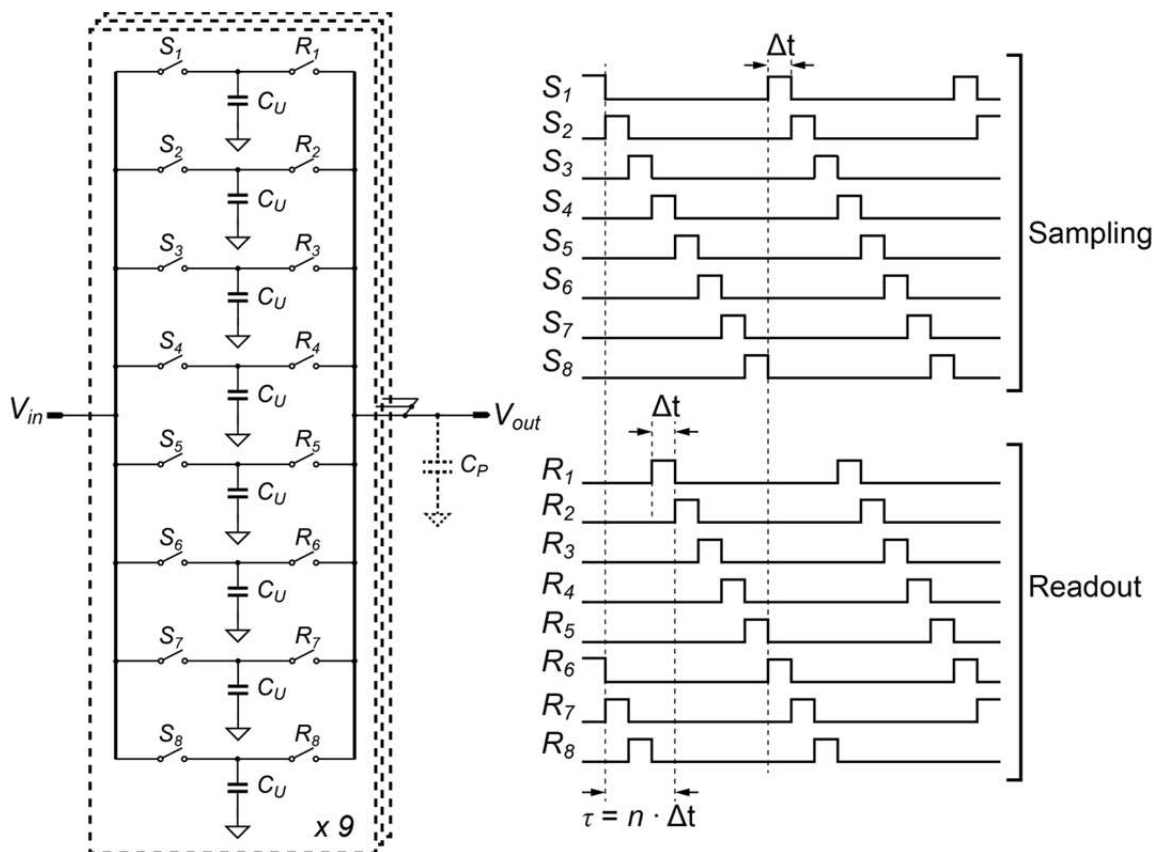 S1 R1
CU
S2 R2
CU
S3 R3
CU
S4 R4
CU
Vin Vout
CP
S5 R5
CU
S6 R6
CU
S7 R7
CU
S8 R8
CU
x 9
Δt
S1
S2
S3
S4
S5
S6
S7
S8
Sampling
Δt
R1
R2
R3
R4
R5
R6
R7
R8
Readout
τ = n · Δt